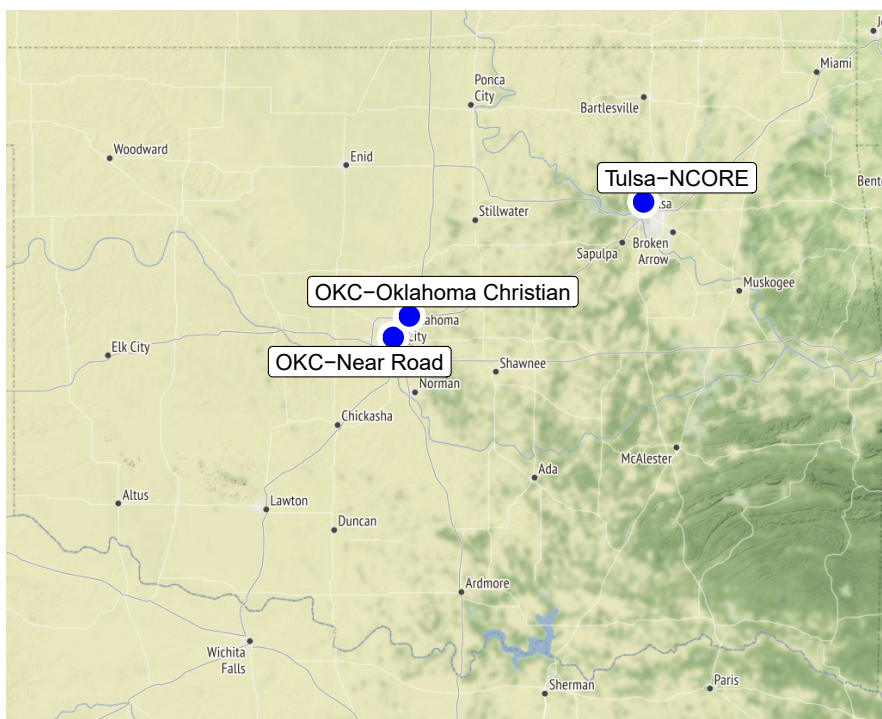 Miami
Ponca
City
Bartlesville
Woodward
Enid
Tulsa−NCORE
Stillwater
Broken
Arrow
Sapulpa
Muskogee
OKC−Oklahoma Christian
City
Elk City
OKC−Near Road
Shawnee
Norman
Chickasha
McAlester
Ada
Altus
Lawton
Duncan
Ardmore
Wichita
Falls
Sherman
Paris